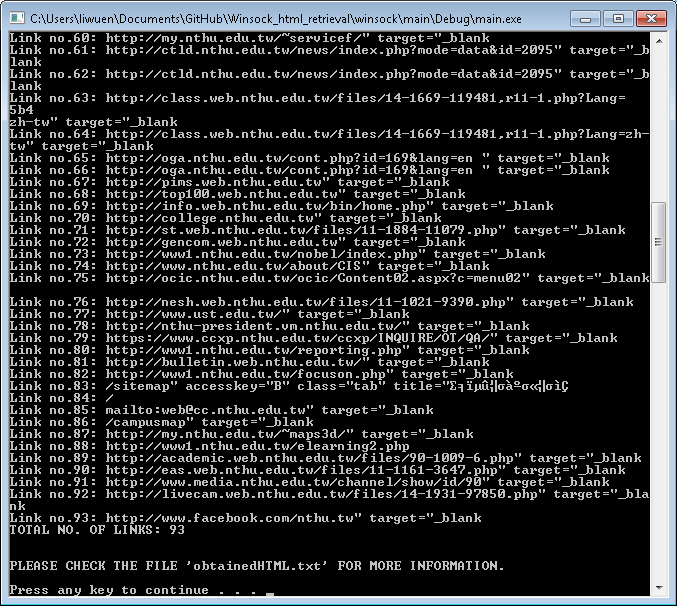 C:\Users\liwuen\Documents\GitHub\Winsock_html_retrieval\winsock\main\Debug\main.exe
Link no.60: http://my.nthu.edu.tw/~servicef/" target="_blank
Link no.61: http://ctld.nthu.edu.tw/news/index.php?mode=data&id=2095" target="_b
lank
Link no.62: http://ctld.nthu.edu.tw/news/index.php?mode=data&id=2095" target="_b
lank
Link no.63: http://class.web.nthu.edu.tw/files/14-1669-119481,r11-1.php?Lang=
5b4
zh-tw" target="_blank
Link no.64: http://class.web.nthu.edu.tw/files/14-1669-119481,r11-1.php?Lang=zh-
tw" target="_blank
Link no.65: http://oga.nthu.edu.tw/cont.php?id=169&lang=en " target="_blank
Link no.66: http://oga.nthu.edu.tw/cont.php?id=169&lang=en " target="_blank
Link no.67: http://pims.web.nthu.edu.tw" target="_blank
Link no.68: http://top100.web.nthu.edu.tw" target="_blank
Link no.69: http://info.web.nthu.edu.tw/bin/home.php" target="_blank
Link no.70: http://college.nthu.edu.tw" target="_blank
Link no.71: http://st.web.nthu.edu.tw/files/11-1884-11079.php" target="_blank
Link no.72: http://gencom.web.nthu.edu.tw" target="_blank
Link no.73: http://www1.nthu.edu.tw/nobel/index.php" target="_blank
Link no.74: http://www.nthu.edu.tw/about/CIS" target="_blank
Link no.75: http://ocic.nthu.edu.tw/ocic/Content02.aspx?c=menu02" target="_blank
Link no.76: http://nesh.web.nthu.edu.tw/files/11-1021-9390.php" target="_blank
Link no.77: http://www.ust.edu.tw/" target="_blank
Link no.78: http://nthu-president.vm.nthu.edu.tw/" target="_blank
Link no.79: https://www.ccxp.nthu.edu.tw/ccxp/INQUIRE/OT/QA/" target="_blank
Link no.80: http://www1.nthu.edu.tw/reporting.php" target="_blank
Link no.81: http://bulletin.web.nthu.edu.tw/" target="_blank
Link no.82: http://www1.nthu.edu.tw/focuson.php" target="_blank
Link no.83: /sitemap" accesskey="B" class="tab" title="
Link no.84: /
Link no.85: mailto:web@cc.nthu.edu.tw" target="_blank
Link no.86: /campusmap"
Link no.87: http://my.nthu.edu.tw/~maps3d/" target="_blank
Link no.88: http://www1.nthu.edu.tw/elearning2.php
Link no.89: http://academic.web.nthu.edu.tw/files/90-1009-6.php" target="_blank
Link no.90: http://eas.web.nthu.edu.tw/files/11-1161-3647.php" target="_blank
Link no.91: http://www.media.nthu.edu.tw/channel/show/id/90" target="_blank
Link no.92: http://livecam.web.nthu.edu.tw/files/14-1931-97850.php" target="_bla
nk
Link no.93: http://www.facebook.com/nthu.tw" target="_blank
TOTAL NO. OF LINKS: 93
PLEASE CHECK THE FILE 'obtainedHTML.txt' FOR MORE INFORMATION.
Press any key to continue . . . _